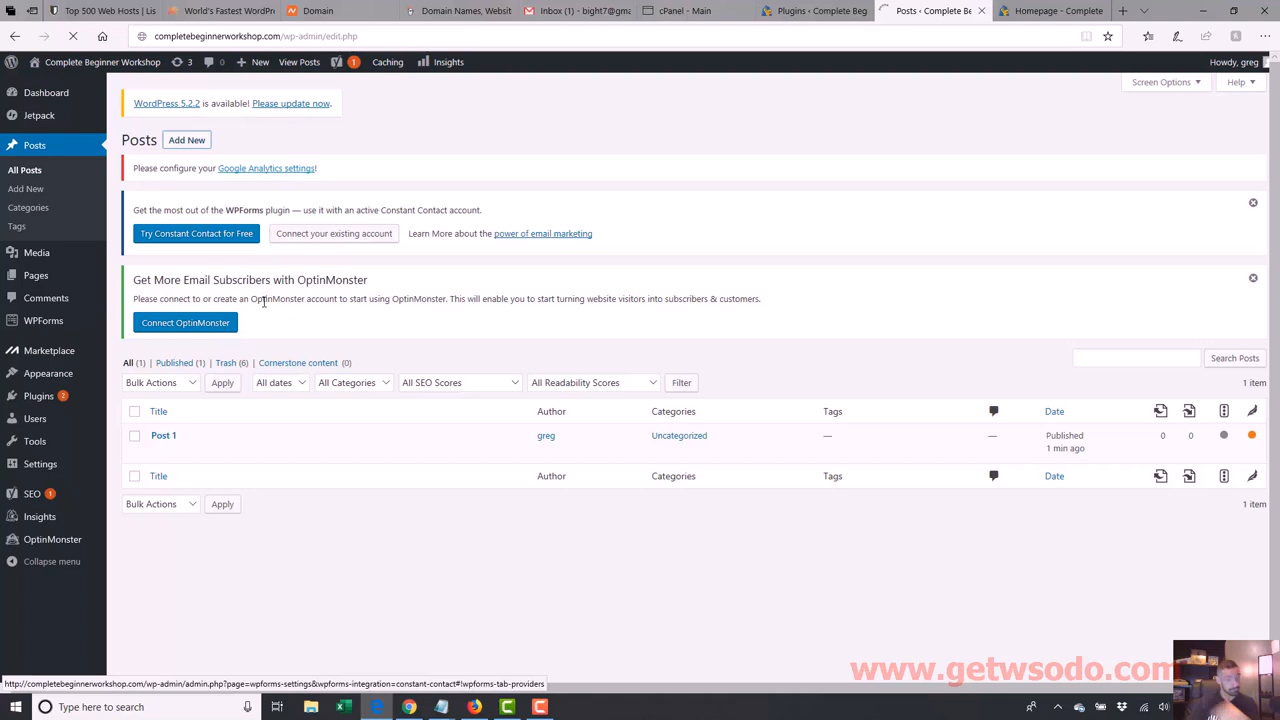 Top 500 Web Hosts | Lis
World's Fastest WordPre
Domain
Domain Names, Websit
Inbox (1) - bight7@gma
cPanel - Main
Plugins ‹ Complete Beg
Posts ‹ Complete Be
Homepage - Complete
completebeginnerworkshop.com/wp-admin/edit.php
Complete Beginner Workshop
3
0
New
View Posts
1
Caching
Insights
Howdy, greg
Screen Options
Help
Dashboard
Jetpack
Posts
All Posts
Add New
Categories
Tags
Media
Pages
Comments
WPForms
Marketplace
Appearance
Plugins 2
Users
Tools
Settings
SEO 1
Insights
OptinMonster
Collapse menu
WordPress 5.2.2 is available! Please update now.
Posts Add New
Please configure your Google Analytics settings!
Get the most out of the WPForms plugin — use it with an active Constant Contact account.
Try Constant Contact for Free Connect your existing account Learn More about the power of email marketing
Get More Email Subscribers with OptinMonster
Please connect to or create an OptinMonster account to start using OptinMonster. This will enable you to start turning website visitors into subscribers & customers.
Connect OptinMonster
All (1) | Published (1) | Trash (6) | Cornerstone content (0)
Search Posts
Bulk Actions Apply All dates All Categories All SEO Scores All Readability Scores Filter
1 item
Title Author Categories Tags Date
Post 1 greg Uncategorized — — Published 0 0
1 min ago
Title Author Categories Tags Date
Bulk Actions Apply
1 item
www.getwsodo.com
http://completebeginnerworkshop.com/wp-admin/admin.php?page=wpforms-settings&wpforms-integration=constant-contact#!wpforms-tab-providers
Type here to search